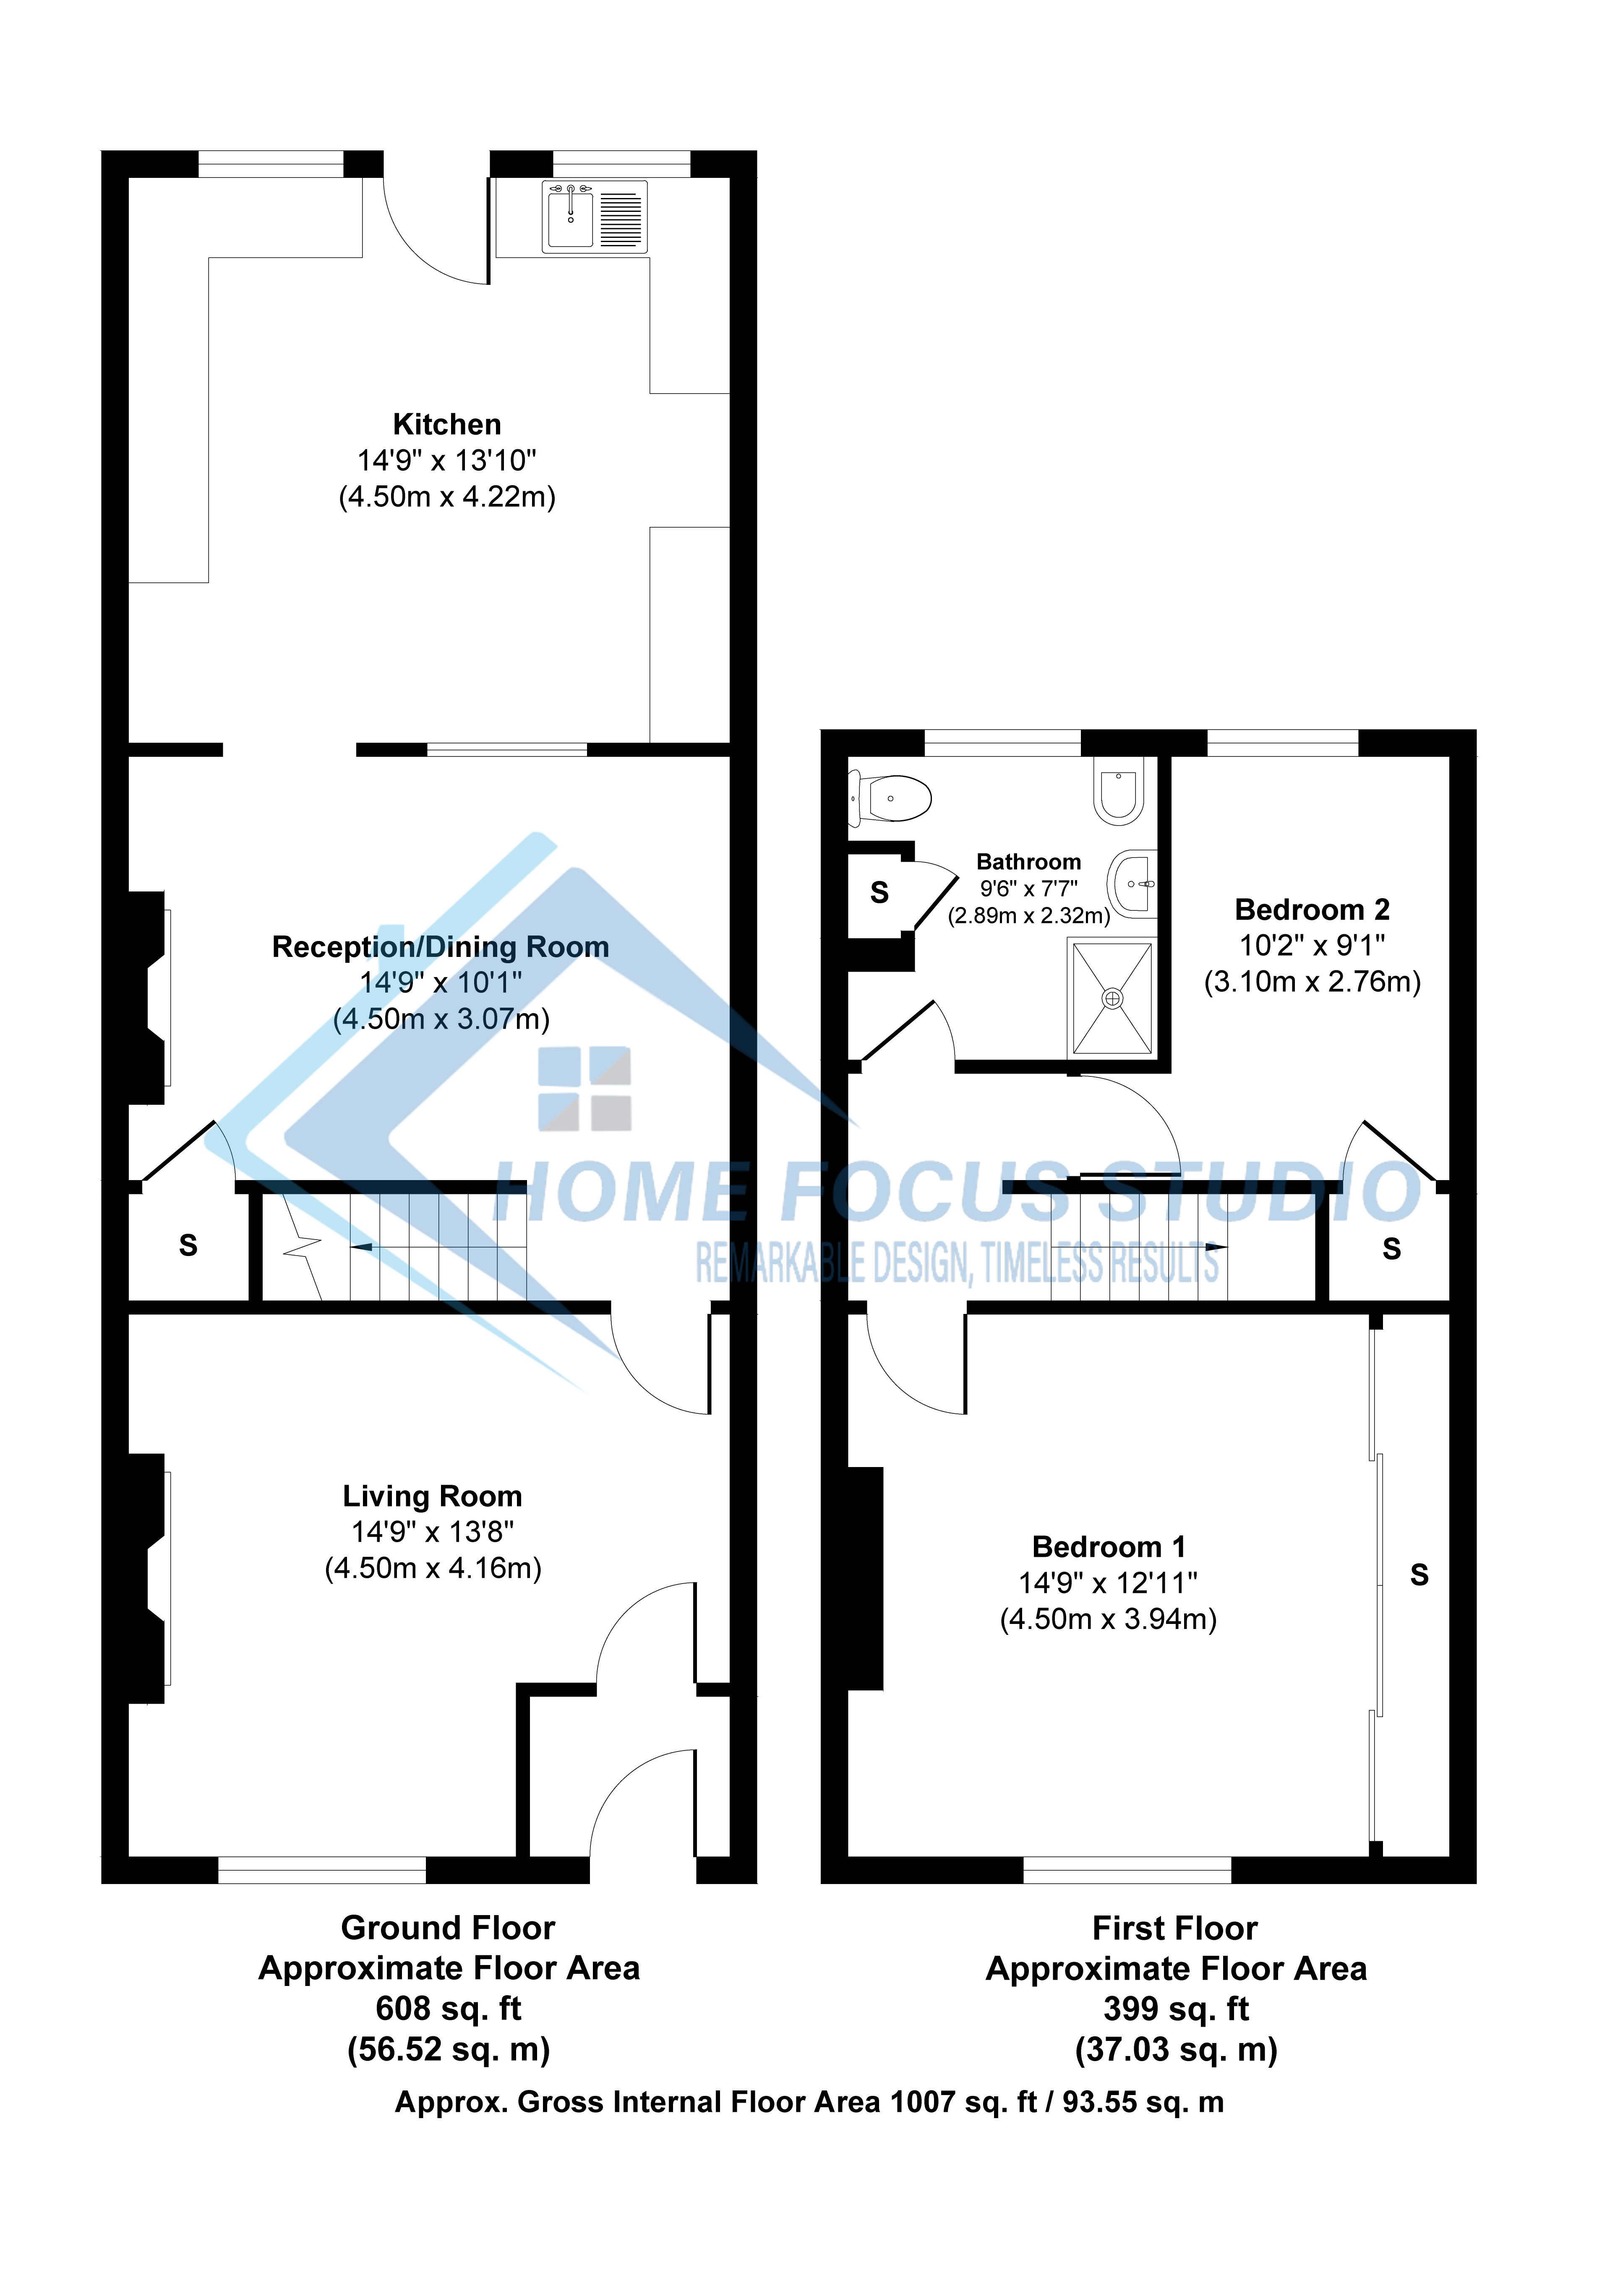 Kitchen
14'9" x 13'10"
(4.50m x 4.22m)
Reception/Dining Room
14'9" x 10'1"
(4.50m x 3.07m)
S
Living Room
14'9" x 13'8"
(4.50m x 4.16m)
Bathroom
9'6" x 7'7"
(2.89m x 2.32m)
S
Bedroom 2
10'2" x 9'1"
(3.10m x 2.76m)
S
Bedroom 1
14'9" x 12'11"
(4.50m x 3.94m)
S
HOME FOCUS STUDIO
REMARKABLE DESIGN, TIMELESS RESULTS
Ground Floor
Approximate Floor Area
608 sq. ft
(56.52 sq. m)
First Floor
Approximate Floor Area
399 sq. ft
(37.03 sq. m)
Approx. Gross Internal Floor Area 1007 sq. ft / 93.55 sq. m